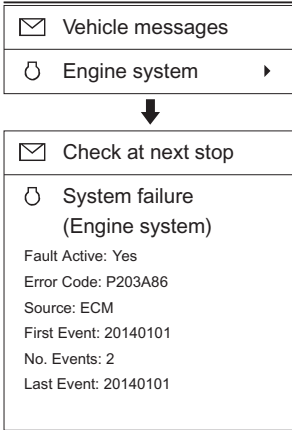 Vehicle messages
Engine system
Check at next stop
System failure
(Engine system)
Fault Active: Yes
Error Code: P203A86
Source: ECM
First Event: 20140101
No. Events: 2
Last Event: 20140101